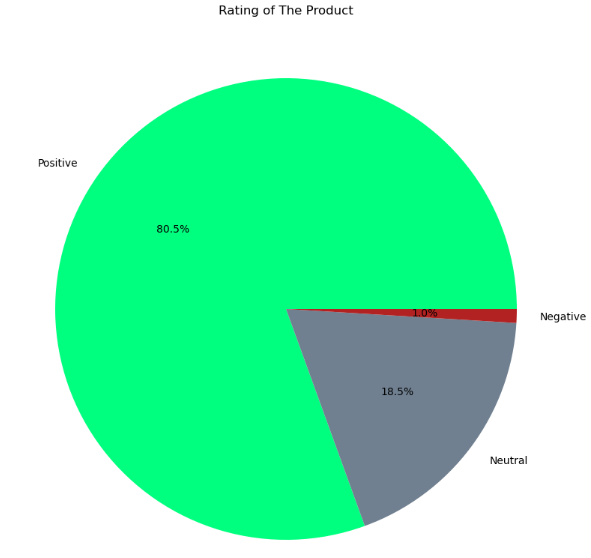 Rating of The Product
Positive
80.5%
1.0%
Negative
18.5%
Neutral